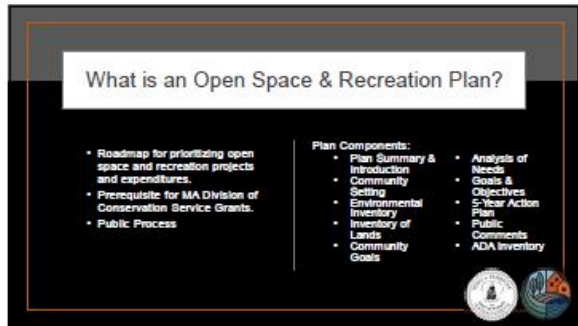 What is an Open Space & Recreation Plan?
• Roadmap for prioritizing open
space and recreation projects
and expenditures.
• Prerequisite for MA Division of
Conservation Service Grants.
• Public Process
Plan Components:
• Plan Summary &
Introduction
• Community
Setting
• Environmental
Inventory
• Inventory of
Lands
• Community
Goals
• Analysis of
Needs
• Goals &
Objectives
• 5-Year Action
Plan
• Public
Comments
• ADA Inventory